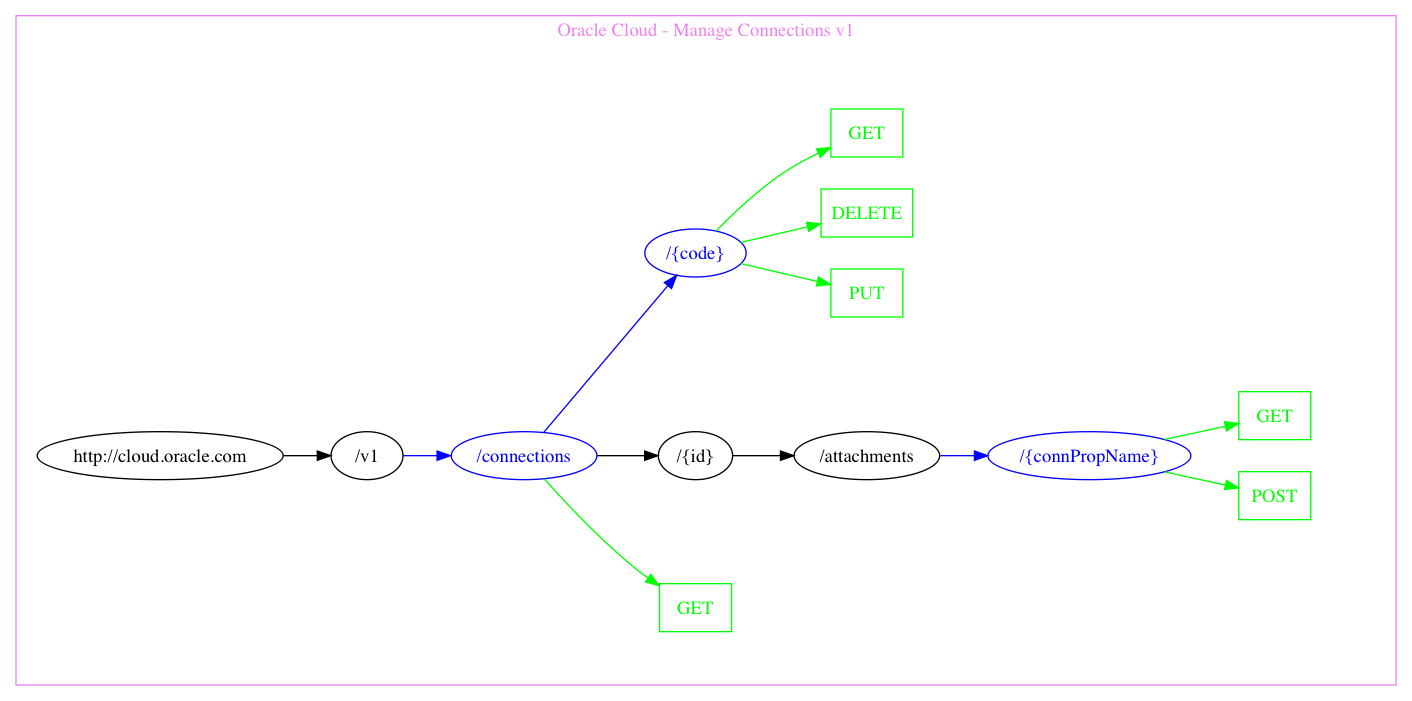 Oracle Cloud - Manage Connections v1
GET
DELETE
/{code}
PUT
GET
http://cloud.oracle.com
/v1
/connections
/{id}
/attachments
/{connPropName}
POST
GET